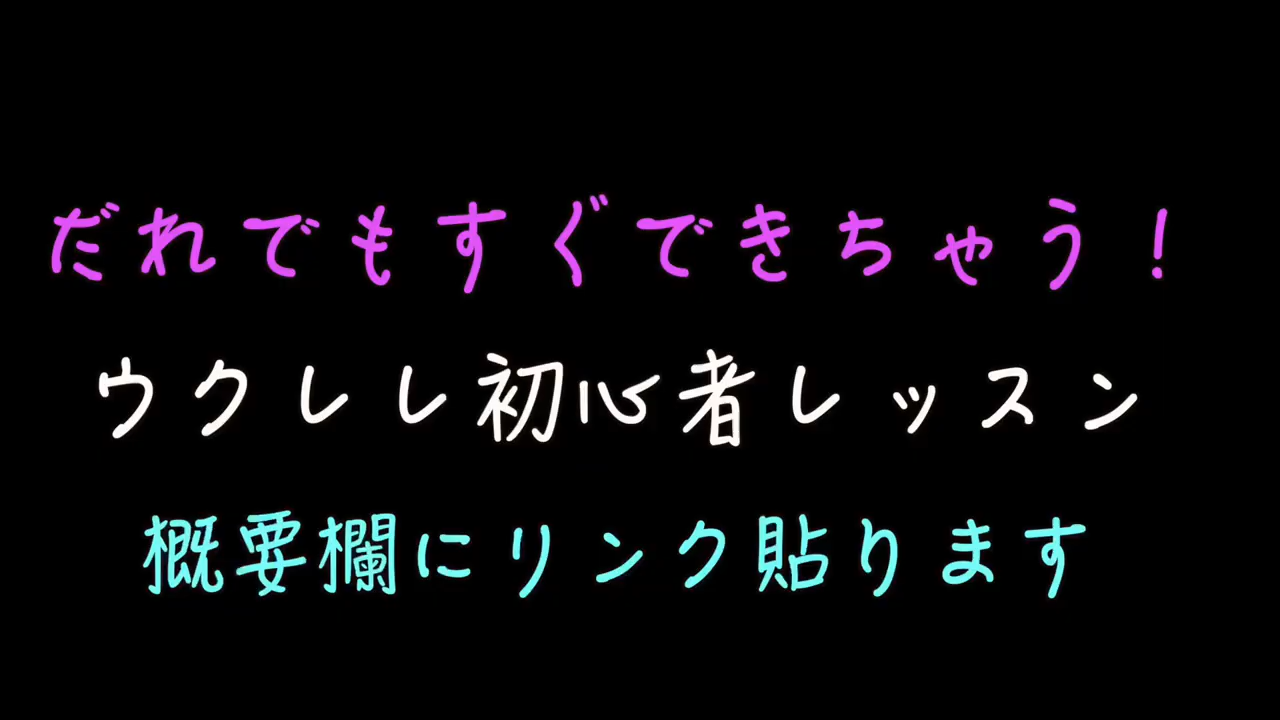 だれでもすぐできちゃう！
ウクレレ初心者レッスン
概要欄にリンク貼ります